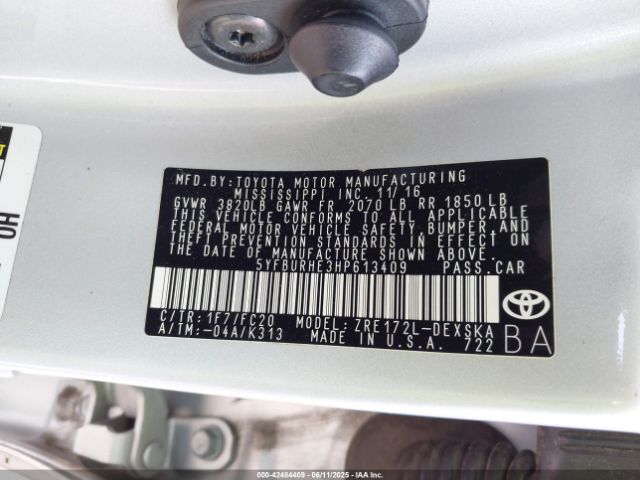 MFD.BY:TOYOTA MOTOR MANUFACTURING
MISSISSIPPI INC. 11/16
GVWR 3820LB GAWR FR 2070 LB RR 1850 LB
THIS VEHICLE CONFORMS TO ALL APPLICABLE
FEDERAL MOTOR VEHICLE SAFETY, BUMPER, AND
THEFT PREVENTION STANDARDS IN EFFECT ON
THE DATE OF MANUFACTURE SHOWN ABOVE.
5YFBURHE3HP613409 PASS.CAR
C/TR: 1F7/FC20 MODEL: ZRE172L-DEXSKA
A/TM:-04A/K313 MADE IN U.S.A. 722
BA
TOYOTA
HO
000-42484409 - 06/11/2025 - IAA Inc.